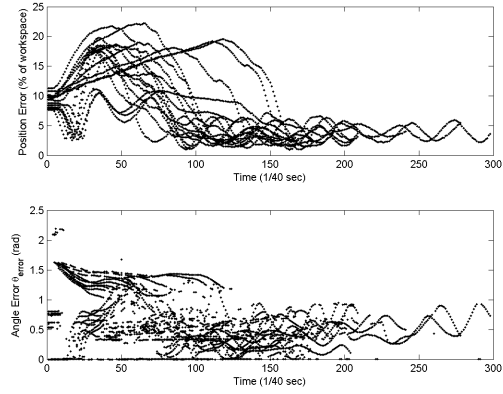 25
20
15
10
5
0
Position Error (% of workspace)
0 50 100 150 200 250 300
Time (1/40 sec)
2.5
2
1.5
1
0.5
0
Angle Error θerror (rad)
0 50 100 150 200 250 300
Time (1/40 sec)